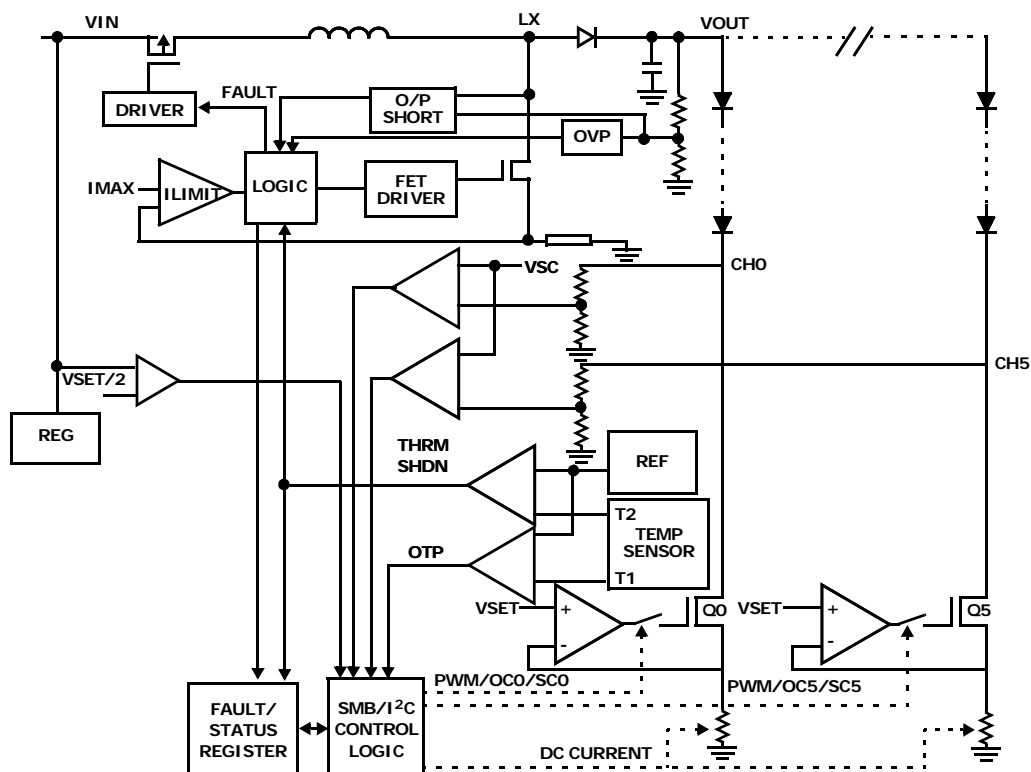 VIN
LX
VOUT
FAULT
DRIVER
O/P
SHORT
OVP
IMAX
ILIMIT
LOGIC
FET
DRIVER
VSC
CH0
CH5
VSET/2
REG
THRM
SHDN
REF
T2
TEMP
SENSOR
T1
OTP
VSET
+
-
Q0
VSET
+
-
Q5
PWM/OC0/SC0
PWM/OC5/SC5
FAULT/
STATUS
REGISTER
SMB/I²C
CONTROL
LOGIC
DC CURRENT